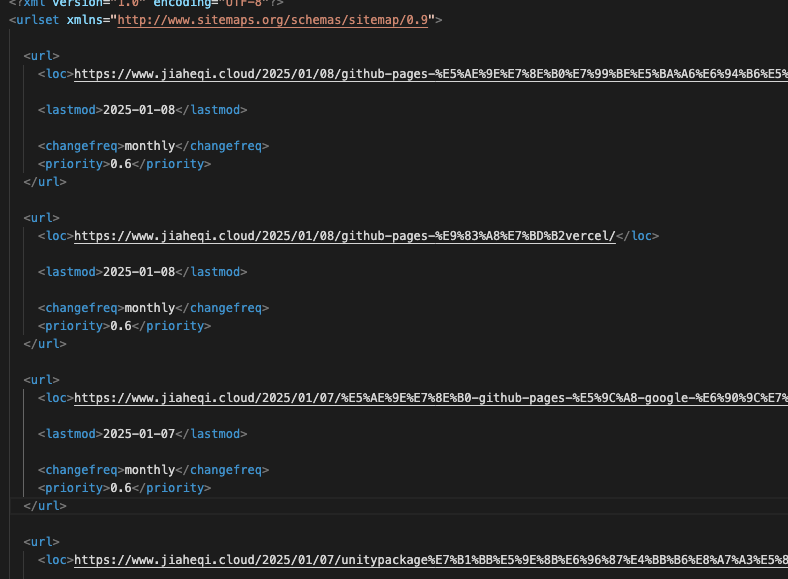 <?xml version="1.0" encoding="UTF-8"?>
<urlset xmlns="http://www.sitemaps.org/schemas/sitemap/0.9">
<url>
<loc>https://www.jiaheqi.cloud/2025/01/08/github-pages-%E5%AE%9E%E7%8E%B0%E7%99%BE%E5%BA%A6%E6%94%B6%E5%
<lastmod>2025-01-08</lastmod>
<changefreq>monthly</changefreq>
<priority>0.6</priority>
</url>
<url>
<loc>https://www.jiaheqi.cloud/2025/01/08/github-pages-%E9%83%A8%E7%BD%B2vercel/</loc>
<lastmod>2025-01-08</lastmod>
<changefreq>monthly</changefreq>
<priority>0.6</priority>
</url>
<url>
<loc>https://www.jiaheqi.cloud/2025/01/07/%E5%AE%9E%E7%8E%B0-github-pages-%E5%9C%A8-google-%E6%90%9C%E7%
<lastmod>2025-01-07</lastmod>
<changefreq>monthly</changefreq>
<priority>0.6</priority>
</url>
<url>
<loc>https://www.jiaheqi.cloud/2025/01/07/unitypackage%E7%B1%BB%E5%9E%8B%E6%96%87%E4%BB%B6%E8%A7%A3%E5%8